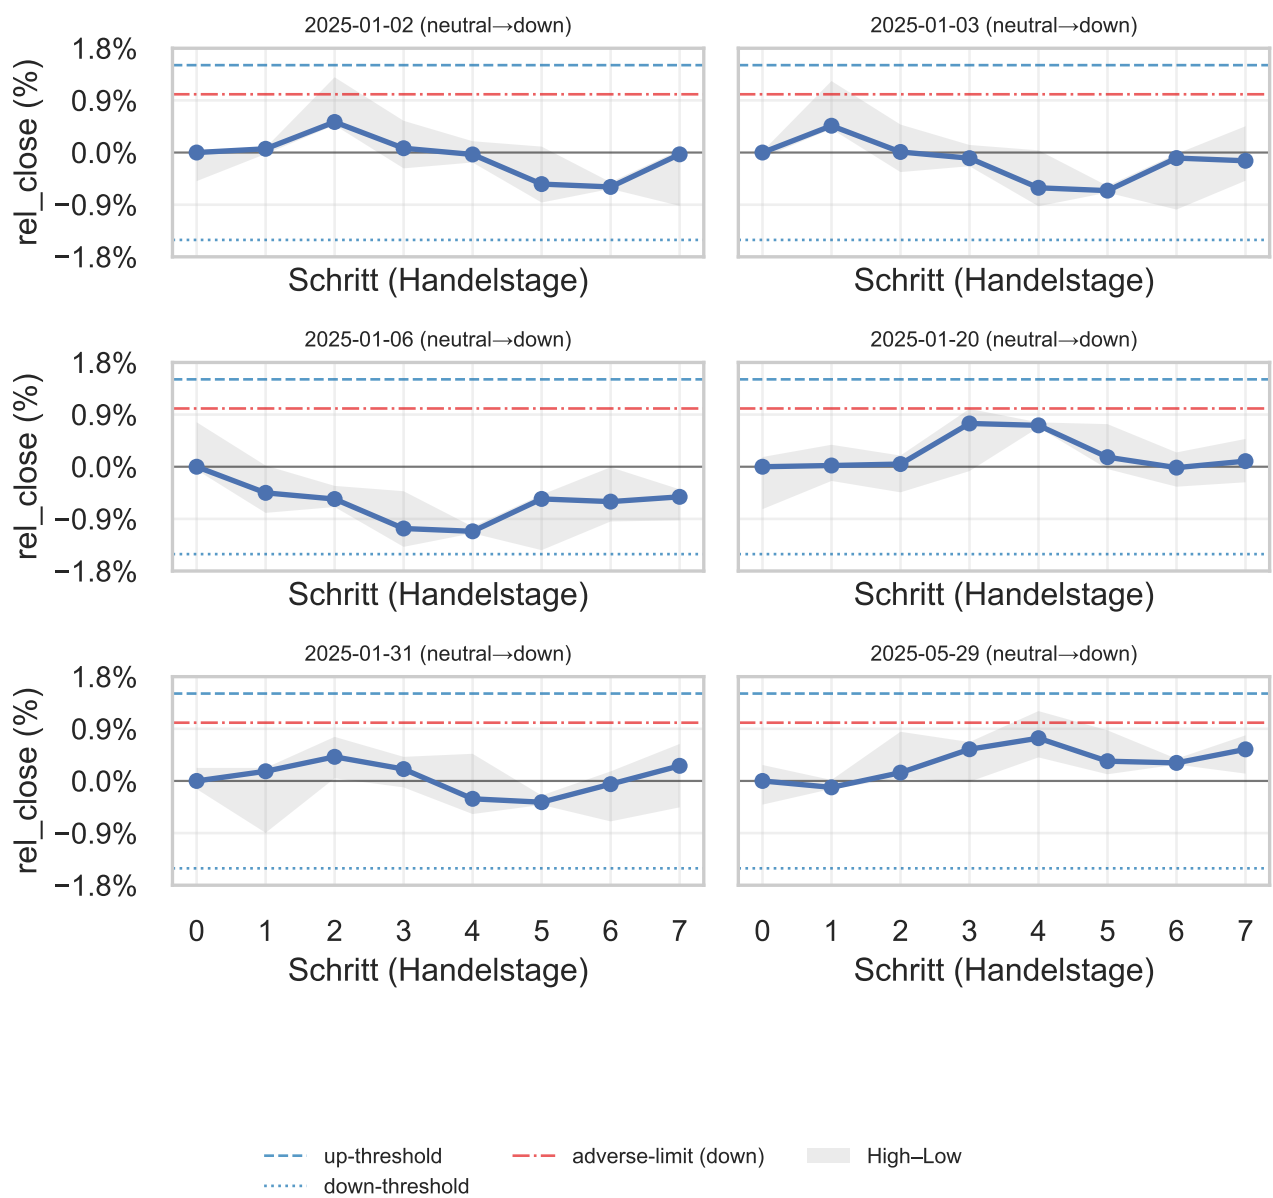 2025-01-02 (neutral→down)
2025-01-03 (neutral→down)
1.8%
0.9%
0.0%
−0.9%
−1.8%
rel_close (%)
Schritt (Handelstage)
Schritt (Handelstage)
2025-01-06 (neutral→down)
2025-01-20 (neutral→down)
1.8%
0.9%
0.0%
−0.9%
−1.8%
rel_close (%)
Schritt (Handelstage)
Schritt (Handelstage)
2025-01-31 (neutral→down)
2025-05-29 (neutral→down)
1.8%
0.9%
0.0%
−0.9%
−1.8%
rel_close (%)
0 1 2 3 4 5 6 7
0 1 2 3 4 5 6 7
Schritt (Handelstage)
Schritt (Handelstage)
up-threshold
adverse-limit (down)
High–Low
down-threshold